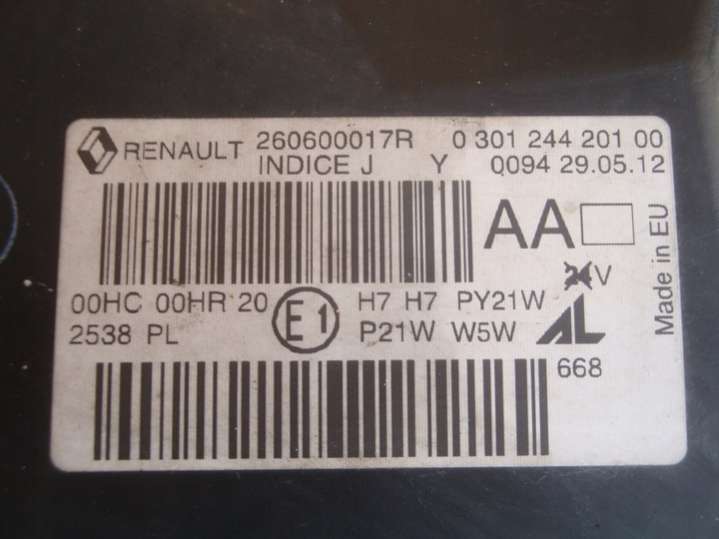 RENAULT 260600017R 0 301 244 201 00
INDICE J Y 0094 29.05.12
AA
Made in EU
00HC 00HR 20 E1 H7 H7 PY21W 24V
2538 PL P21W W5W AL
668